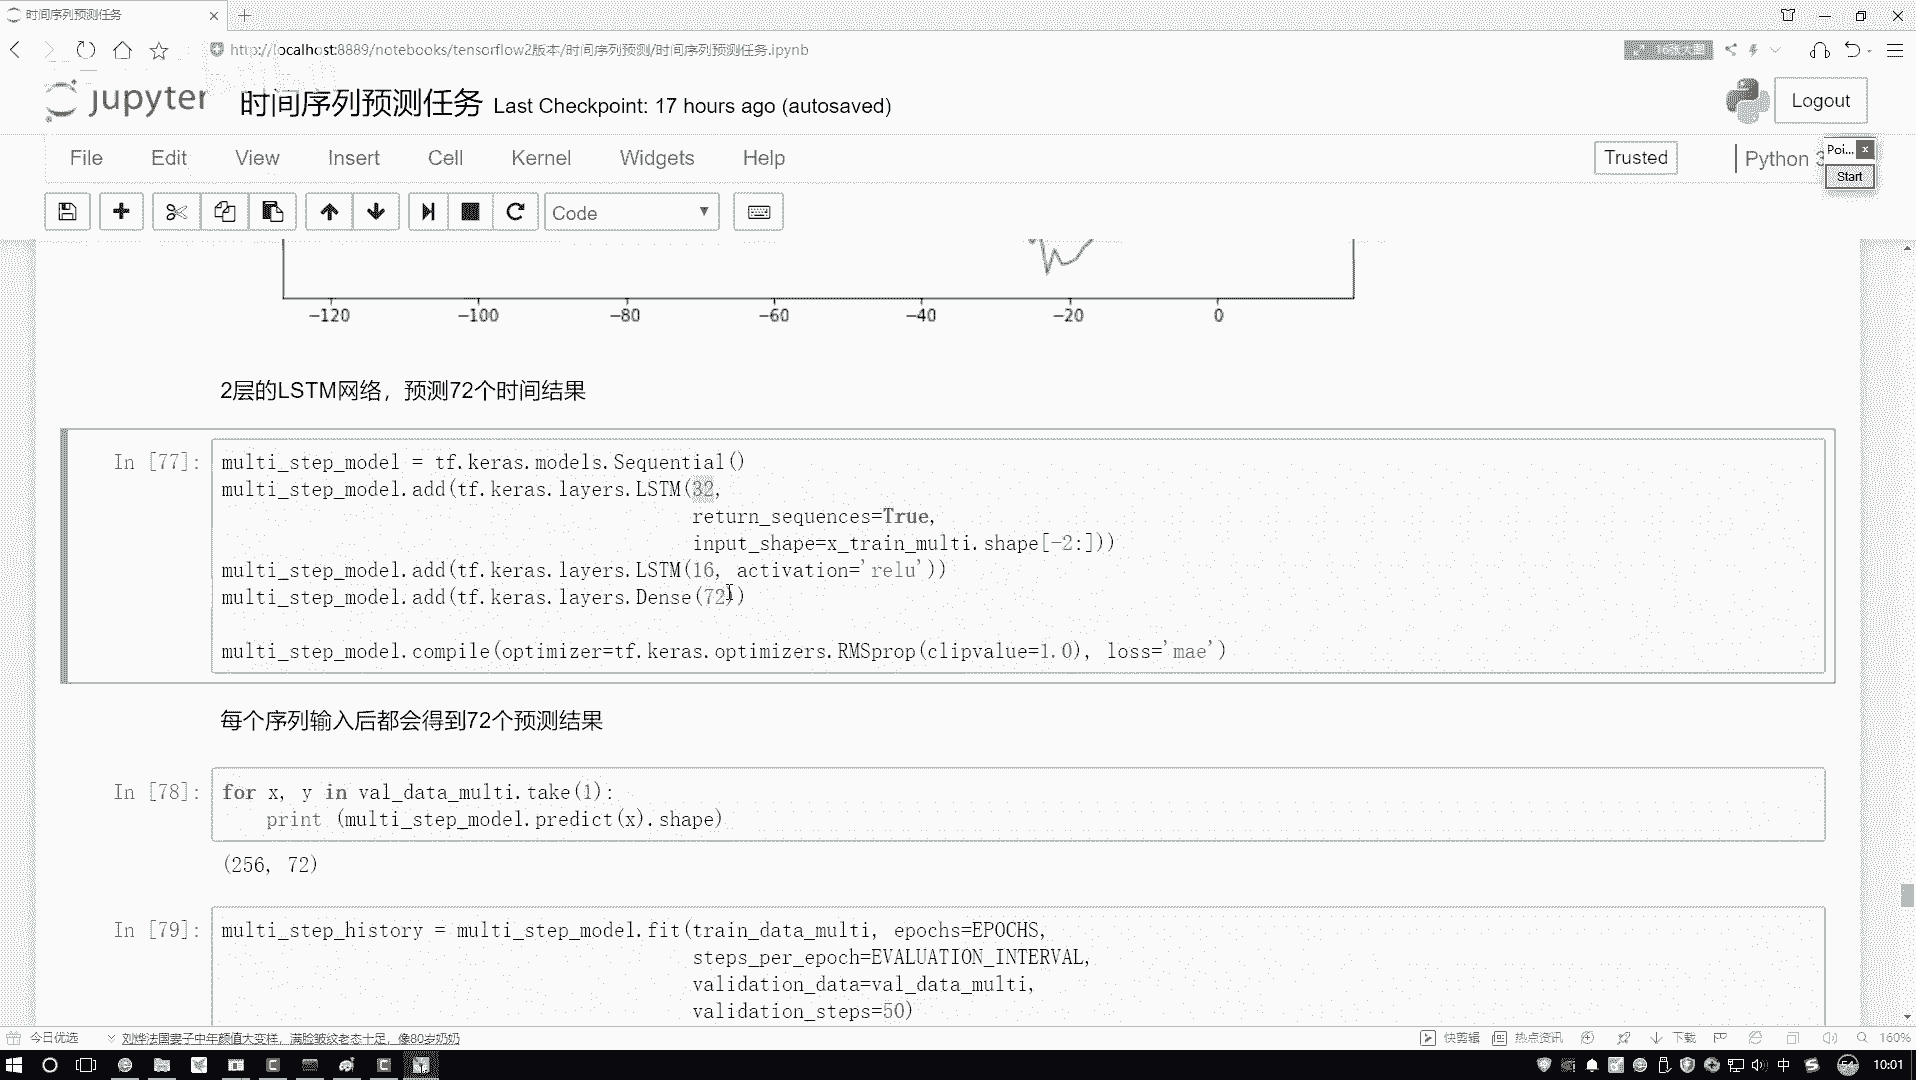 时间序列预测任务
http://localhost:8889/notebooks/tensorflow2版本/时间序列预测/时间序列预测任务.ipynb
16张大图
jupyter 时间序列预测任务 Last Checkpoint: 17 hours ago (autosaved)
Logout
File Edit View Insert Cell Kernel Widgets Help
Trusted
Python 3
Poi...
Start
Code
−120 −100 −80 −60 −40 −20 0
2层的LSTM网络，预测72个时间结果
In [77]:
multi_step_model = tf.keras.models.Sequential()
multi_step_model.add(tf.keras.layers.LSTM(32,
return_sequences=True,
input_shape=x_train_multi.shape[-2:]))
multi_step_model.add(tf.keras.layers.LSTM(16, activation='relu'))
multi_step_model.add(tf.keras.layers.Dense(72))
multi_step_model.compile(optimizer=tf.keras.optimizers.RMSprop(clipvalue=1.0), loss='mae')
每个序列输入后都会得到72个预测结果
In [78]:
for x, y in val_data_multi.take(1):
print (multi_step_model.predict(x).shape)
(256, 72)
In [79]:
multi_step_history = multi_step_model.fit(train_data_multi, epochs=EPOCHS,
steps_per_epoch=EVALUATION_INTERVAL,
validation_data=val_data_multi,
validation_steps=50)
今日优选
刘烨法国妻子中年颜值大变样，满脸皱纹老态十足，像80岁奶奶
快剪辑
热点资讯
下载
160%
中
54
10:01